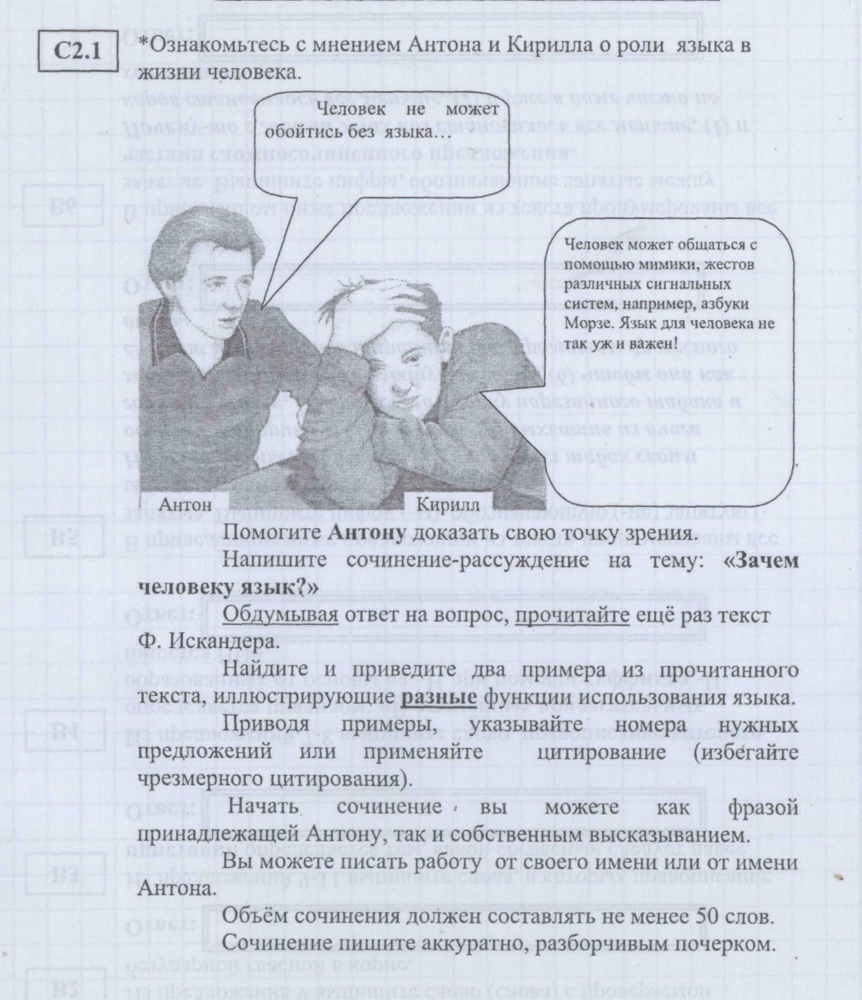 С2.1
*Ознакомьтесь с мнением Антона и Кирилла о роли языка в
жизни человека.
Человек не может
обойтись без языка…
Человек может общаться с
помощью мимики, жестов
различных сигнальных
систем, например, азбуки
Морзе. Язык для человека не
так уж и важен!
Антон
Кирилл
Помогите Антону доказать свою точку зрения.
Напишите сочинение-рассуждение на тему: «Зачем
человеку язык?»
Обдумывая ответ на вопрос, прочитайте ещё раз текст
Ф. Искандера.
Найдите и приведите два примера из прочитанного
текста, иллюстрирующие разные функции использования языка.
Приводя примеры, указывайте номера нужных
предложений или применяйте цитирование (избегайте
чрезмерного цитирования).
Начать сочинение вы можете как фразой
принадлежащей Антону, так и собственным высказыванием.
Вы можете писать работу от своего имени или от имени
Антона.
Объём сочинения должен составлять не менее 50 слов.
Сочинение пишите аккуратно, разборчивым почерком.